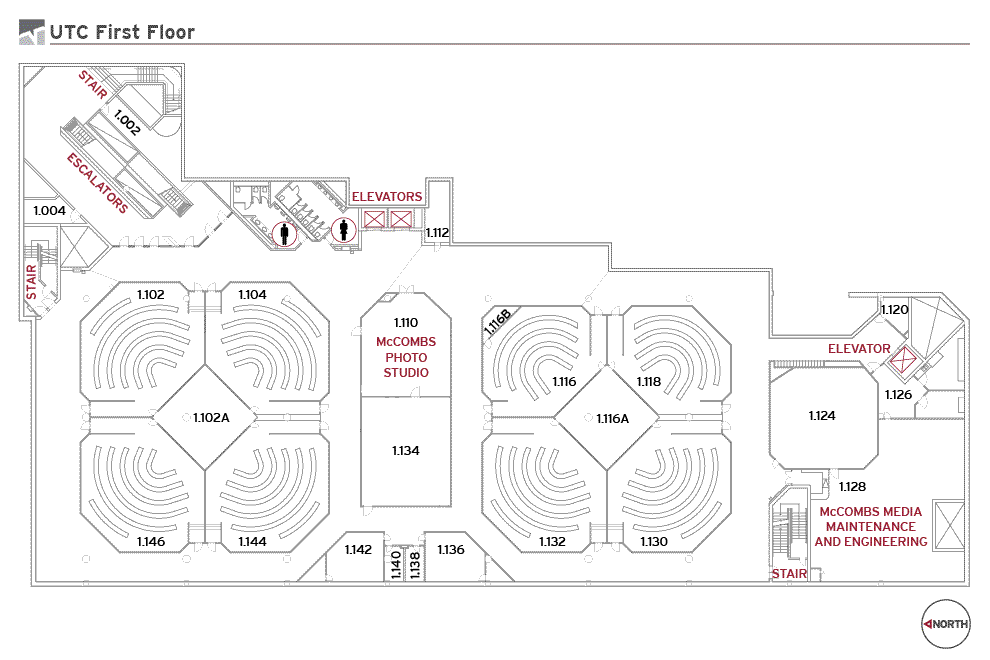 UTC First Floor
STAIR
1.002
ESCALATORS
1.004
STAIR
ELEVATORS
1.112
1.102
1.104
1.110
McCOMBS
PHOTO
STUDIO
1.116B
1.116
1.118
1.120
ELEVATOR
1.126
1.124
1.102A
1.116A
1.134
1.128
McCOMBS MEDIA
MAINTENANCE
AND ENGINEERING
1.146
1.144
1.142
1.140
1.138
1.136
1.132
1.130
STAIR
NORTH